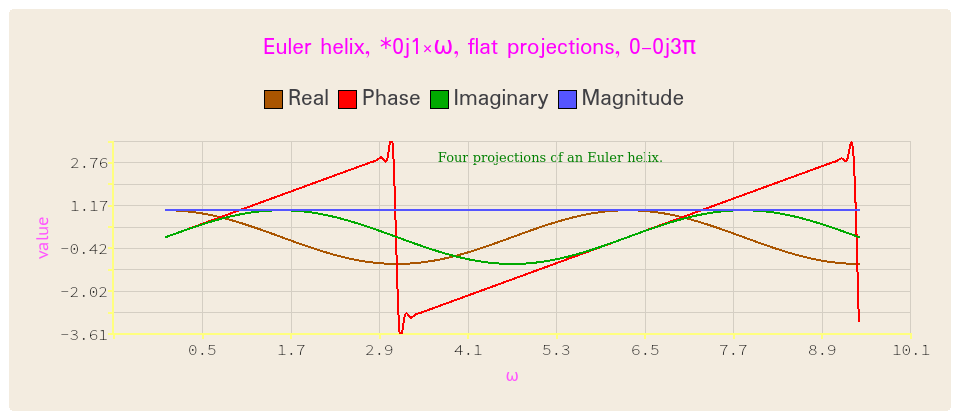 Euler helix, *0j1×ω, flat projections, 0–0j3π
Real Phase Imaginary Magnitude
Four projections of an Euler helix.
2.76
1.17
-0.42
-2.02
-3.61
value
0.5 1.7 2.9 4.1 5.3 6.5 7.7 8.9 10.1
ω